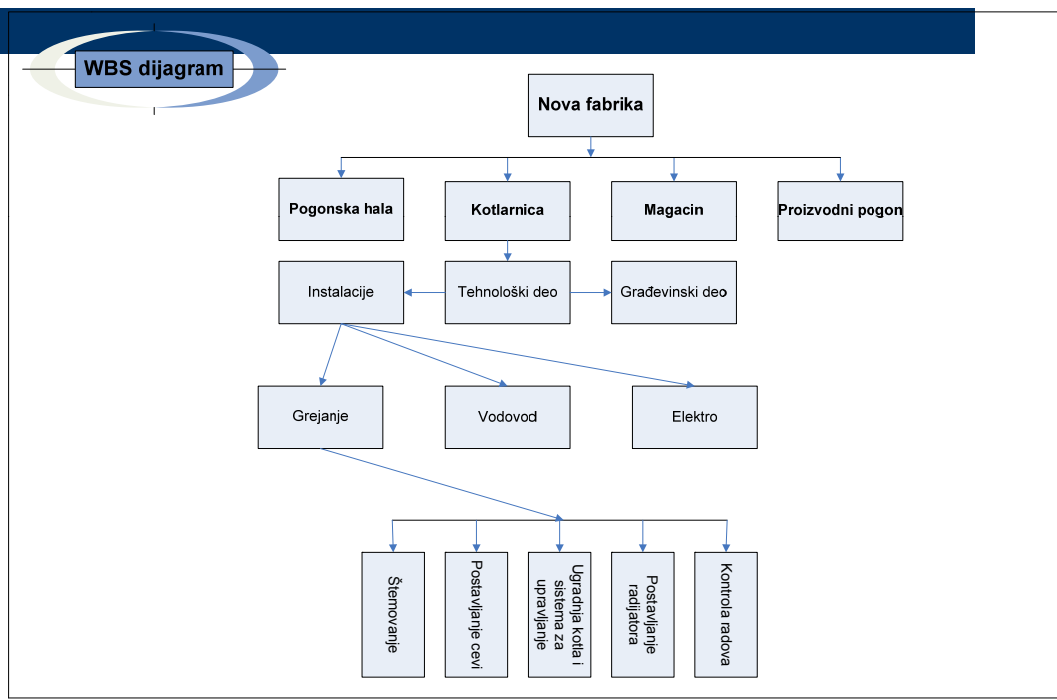 WBS dijagram
Nova fabrika
Pogonska hala
Kotlarnica
Magacin
Proizvodni pogon
Instalacije
Tehnološki deo
Građevinski deo
Grejanje
Vodovod
Elektro
Štemovanje
Postavljanje cevi
Ugradnja kotla i
sistema za
upravljanje
Postavljanje
radijatora
Kontrola radova